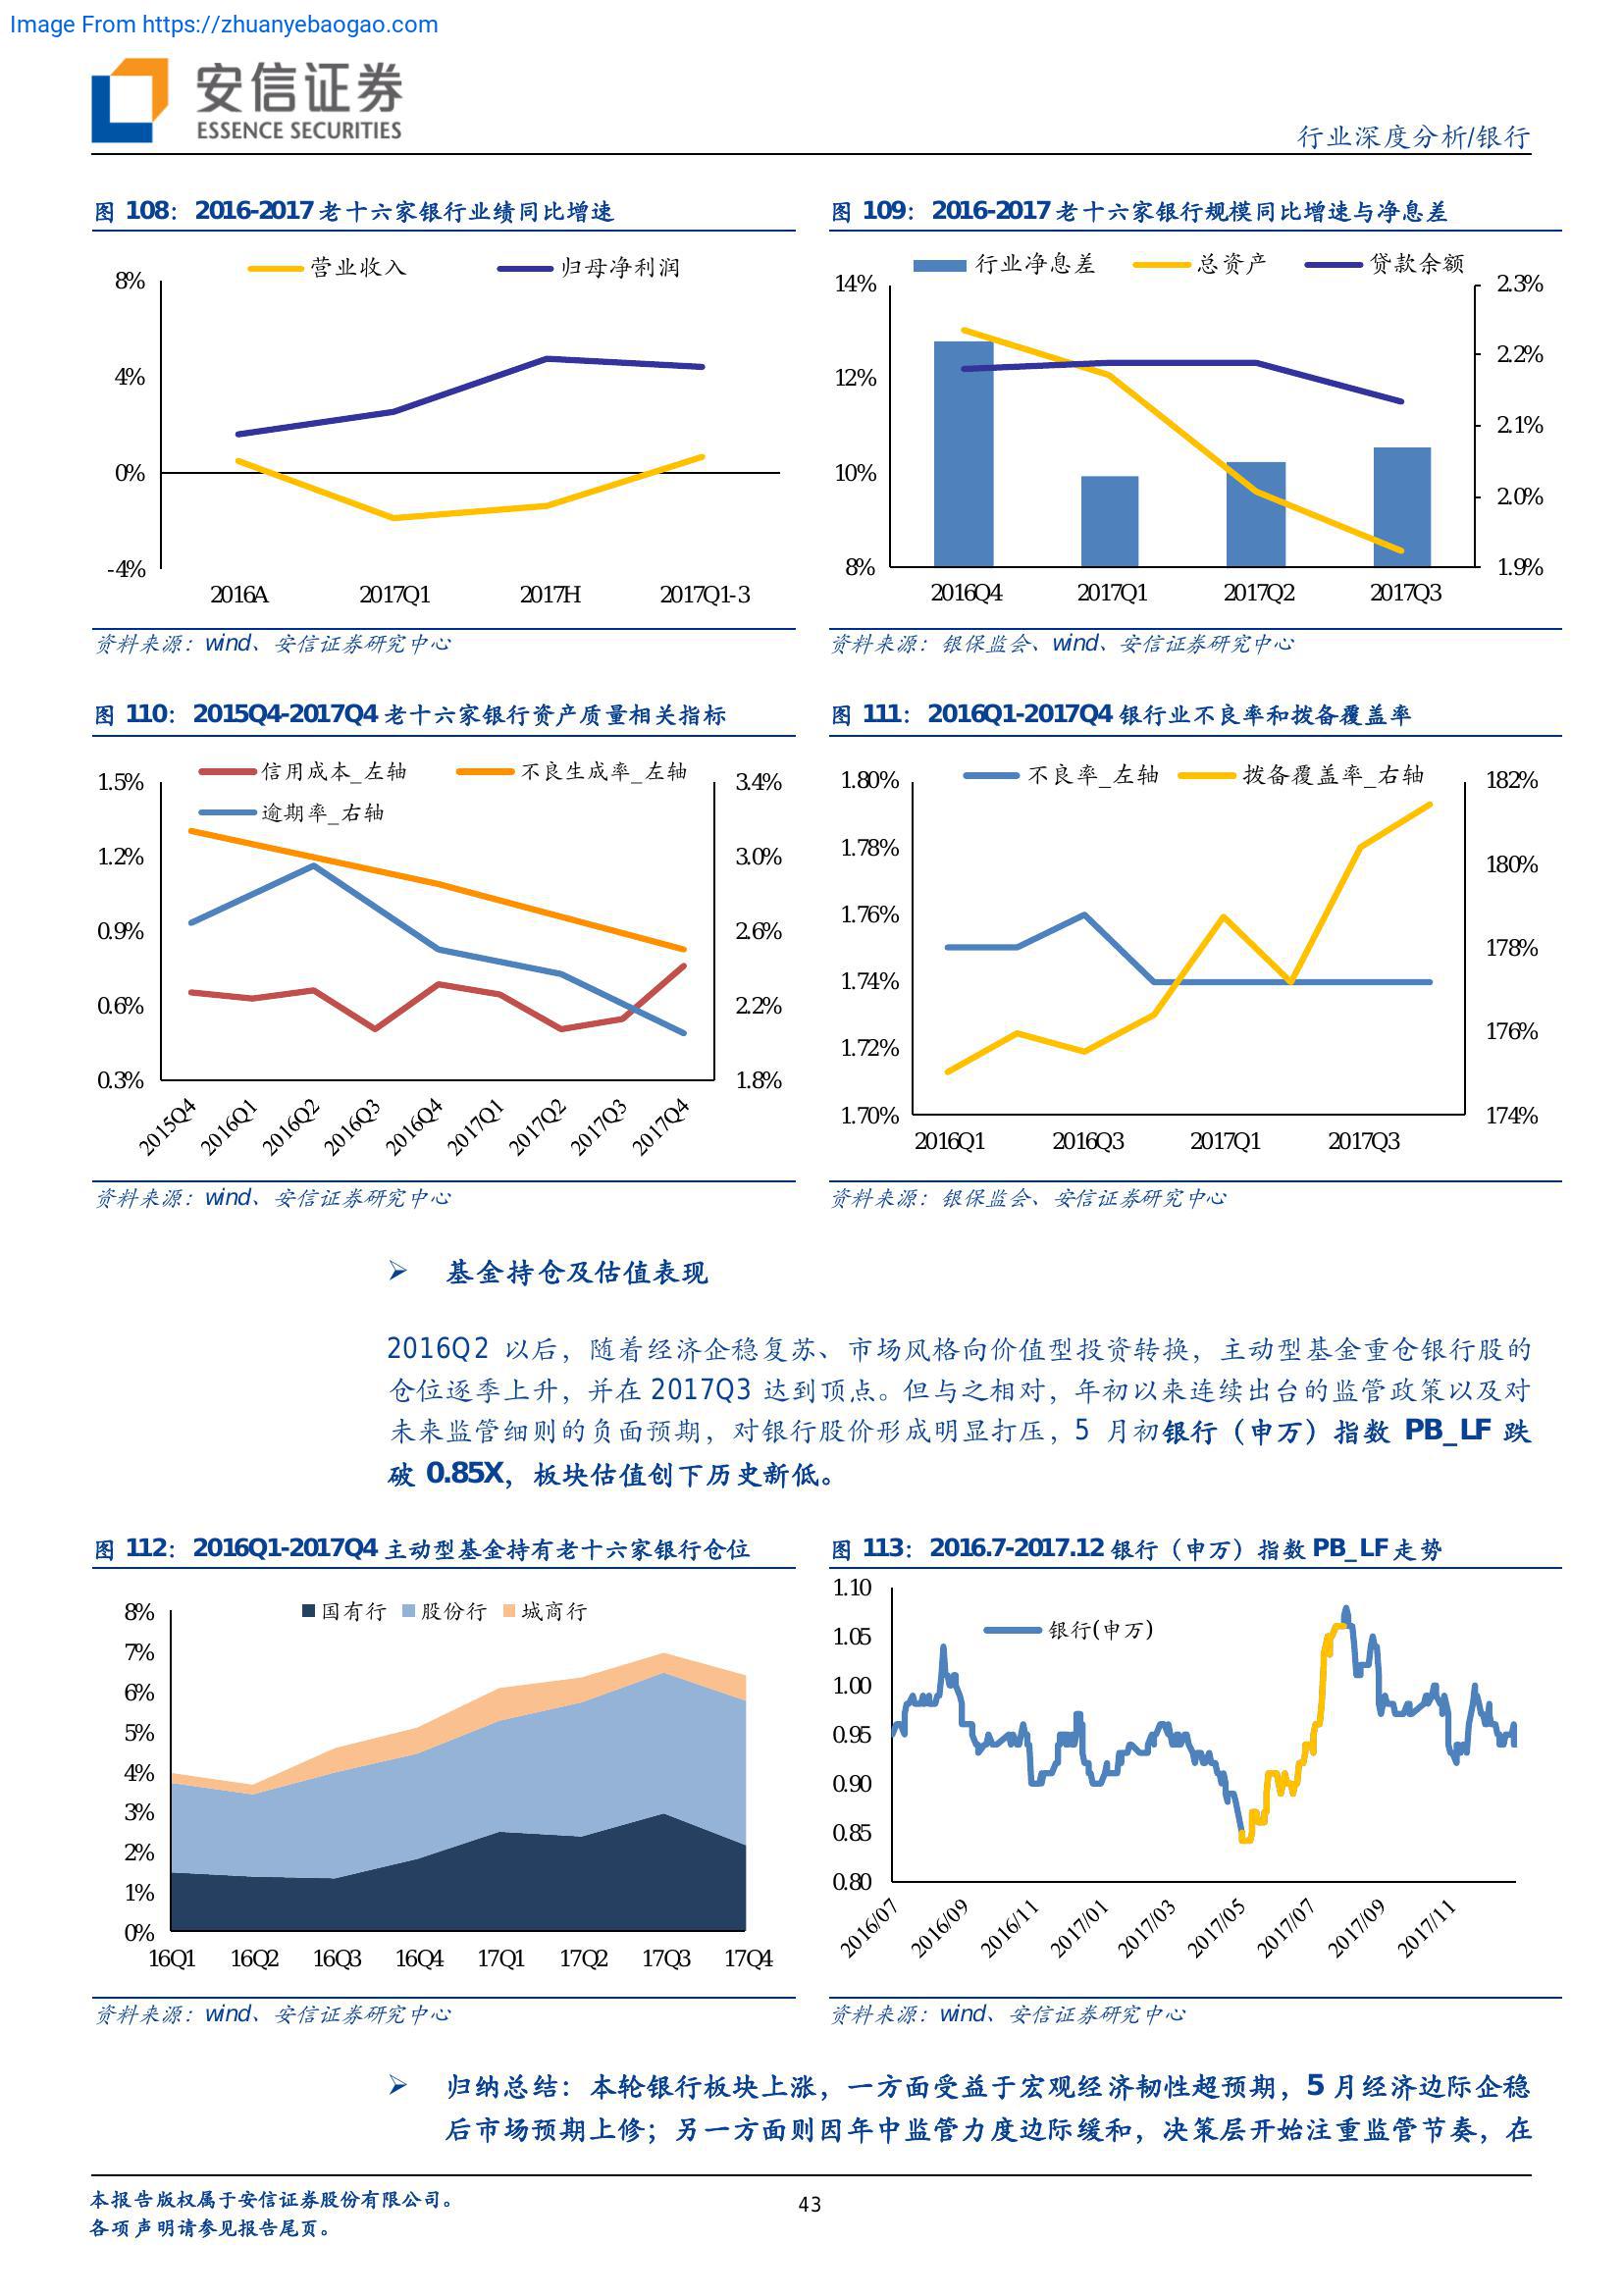 Image From https://zhuanyebaogao.com
安信证券
ESSENCE SECURITIES
行业深度分析/银行
图 108： 2016-2017 老十六家银行业绩同比增速
营业收入 归母净利润
8%
4%
0%
-4%
2016A 2017Q1 2017H 2017Q1-3
资料来源：wind、安信证券研究中心
图 109： 2016-2017 老十六家银行规模同比增速与净息差
行业净息差 总资产 贷款余额
14% 2.3%
2.2%
12%
2.1%
10%
2.0%
8% 1.9%
2016Q4 2017Q1 2017Q2 2017Q3
资料来源：银保监会、wind、安信证券研究中心
图 110： 2015Q4-2017Q4 老十六家银行资产质量相关指标
信用成本_左轴 不良生成率_左轴
逾期率_右轴
1.5% 3.4%
1.2% 3.0%
0.9% 2.6%
0.6% 2.2%
0.3% 1.8%
2015Q4 2016Q1 2016Q2 2016Q3 2016Q4 2017Q1 2017Q2 2017Q3 2017Q4
资料来源：wind、安信证券研究中心
图 111： 2016Q1-2017Q4 银行业不良率和拨备覆盖率
不良率_左轴 拨备覆盖率_右轴
1.80% 182%
1.78%
180%
1.76%
178%
1.74%
176%
1.72%
1.70% 174%
2016Q1 2016Q3 2017Q1 2017Q3
资料来源：银保监会、安信证券研究中心
➢ 基金持仓及估值表现
2016Q2 以后，随着经济企稳复苏、市场风格向价值型投资转换，主动型基金重仓银行股的
仓位逐季上升，并在 2017Q3 达到顶点。但与之相对，年初以来连续出台的监管政策以及对
未来监管细则的负面预期，对银行股价形成明显打压，5 月初银行（申万）指数 PB_LF 跌
破 0.85X，板块估值创下历史新低。
图 112： 2016Q1-2017Q4 主动型基金持有老十六家银行仓位
国有行 股份行 城商行
8%
7%
6%
5%
4%
3%
2%
1%
0%
16Q1 16Q2 16Q3 16Q4 17Q1 17Q2 17Q3 17Q4
资料来源：wind、安信证券研究中心
图 113： 2016.7-2017.12 银行（申万）指数 PB_LF 走势
银行(申万)
1.10
1.05
1.00
0.95
0.90
0.85
0.80
2016/07 2016/09 2016/11 2017/01 2017/03 2017/05 2017/07 2017/09 2017/11
资料来源：wind、安信证券研究中心
➢ 归纳总结：本轮银行板块上涨，一方面受益于宏观经济韧性超预期，5 月经济边际企稳
后市场预期上修；另一方面则因年中监管力度边际缓和，决策层开始注重监管节奏，在
本报告版权属于安信证券股份有限公司。
各项声明请参见报告尾页。
43